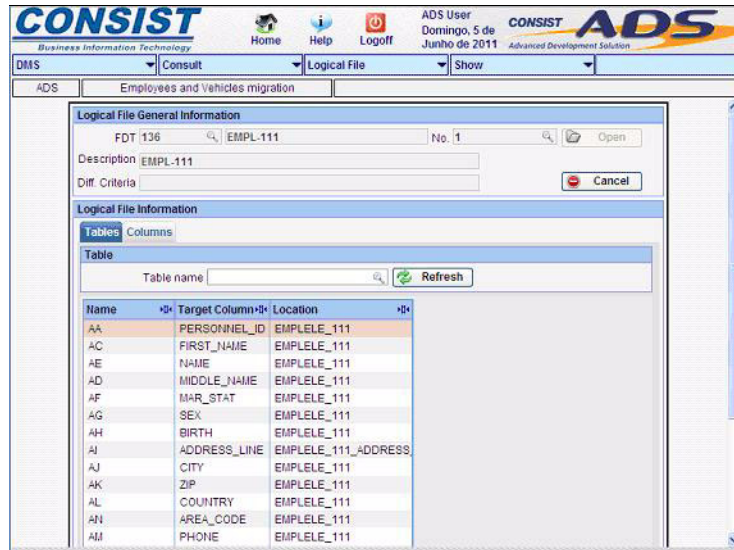 CONSIST
Business Information Technology
Home
Help
Logoff
ADS User
Domingo, 5 de
Junho de 2011
CONSIST ADS
Advanced Development Solution
DMS Consult Logical File Show
ADS Employees and Vehicles migration
Logical File General Information
FDT 136 EMPL-111 No. 1 Open
Description EMPL-111
Diff. Criteria Cancel
Logical File Information
Tables Columns
Table
Table name Refresh
Name Target Column Location
AA PERSONNEL_ID EMPLELE_111
AC FIRST_NAME EMPLELE_111
AE NAME EMPLELE_111
AD MIDDLE_NAME EMPLELE_111
AF MAR_STAT EMPLELE_111
AG SEX EMPLELE_111
AH BIRTH EMPLELE_111
AI ADDRESS_LINE EMPLELE_111_ADDRESS_
AJ CITY EMPLELE_111
AK ZIP EMPLELE_111
AL COUNTRY EMPLELE_111
AN AREA_CODE EMPLELE_111
AM PHONE EMPLELE_111